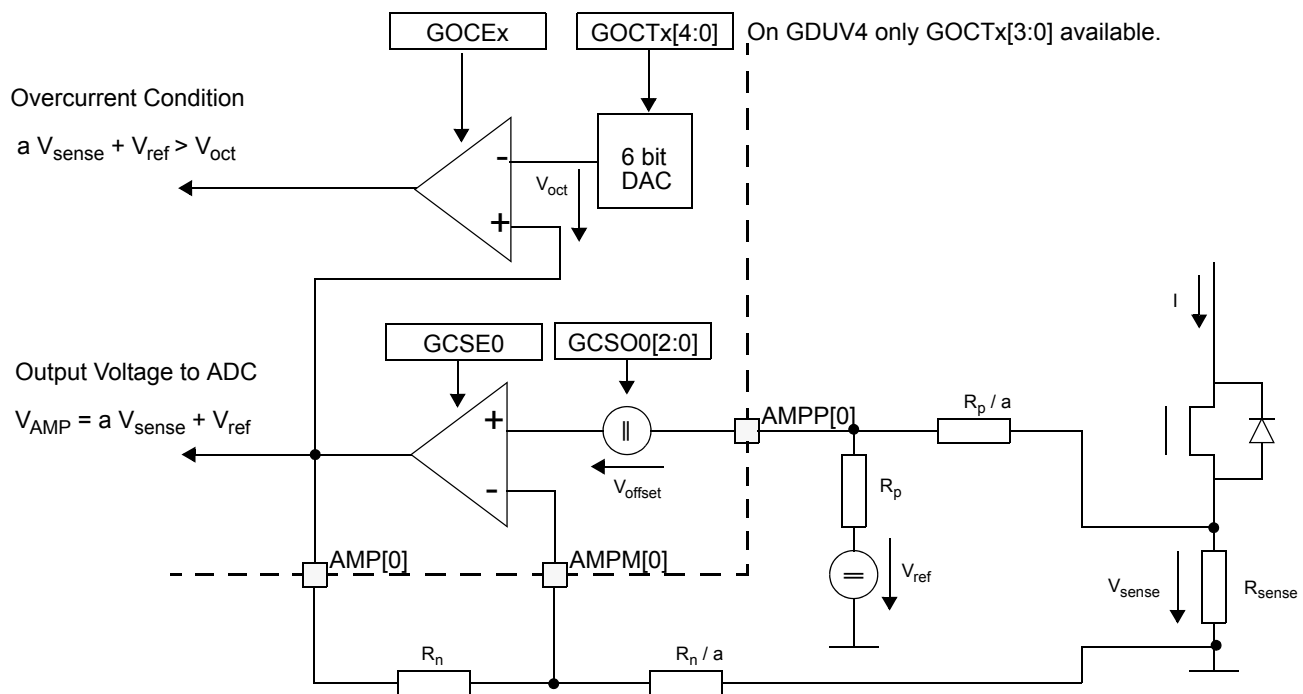 GOCEx
GOCTx[4:0]
On GDUV4 only GOCTx[3:0] available.
Overcurrent Condition
a Vsense + Vref > Voct
-
6 bit
DAC
Voct
+
I
GCSE0
GCSO0[2:0]
Output Voltage to ADC
VAMP = a Vsense + Vref
+
AMPP[0]
Rp / a
Voffset
Rp
-
AMP[0]
AMPM[0]
Vref
Vsense
Rsense
Rn
Rn / a